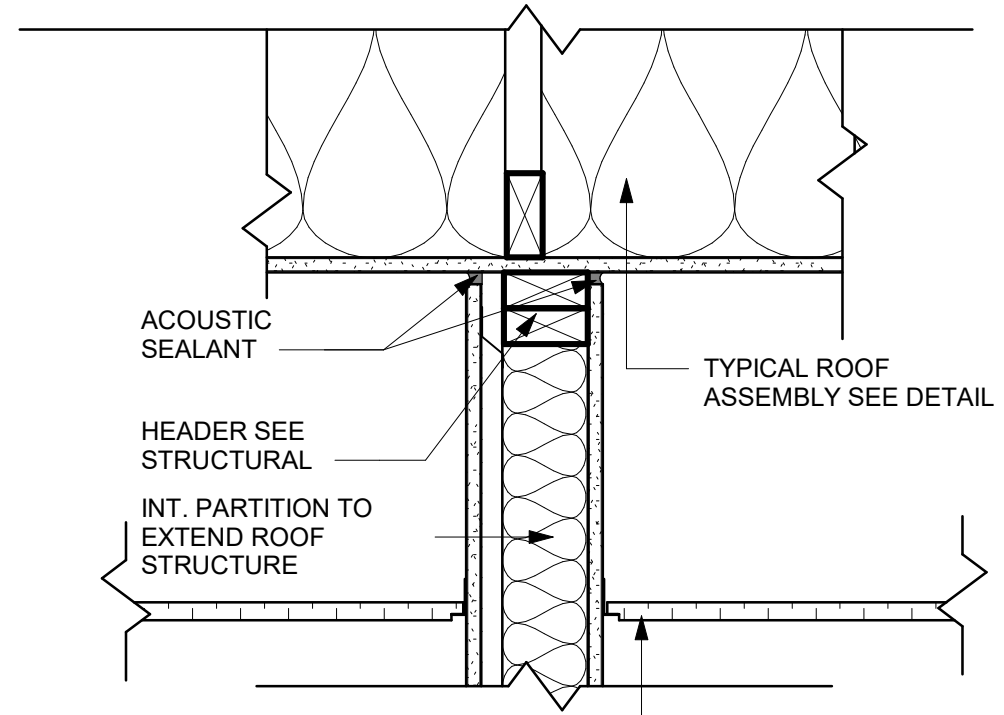 ACOUSTIC
SEALANT
TYPICAL ROOF
ASSEMBLY SEE DETAIL
HEADER SEE
STRUCTURAL
INT. PARTITION TO
EXTEND ROOF
STRUCTURE